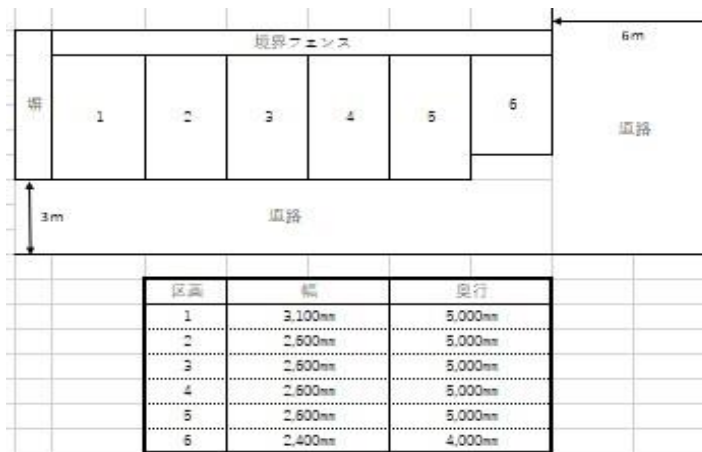 境界フェンス
6m
塀
1 2 3 4 5 6
道路
3m
道路
区画 幅 奥行
1 3,100mm 5,000mm
2 2,600mm 5,000mm
3 2,600mm 5,000mm
4 2,600mm 5,000mm
5 2,600mm 5,000mm
6 2,400mm 4,000mm